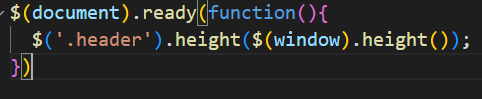 $(document).ready(function(){
  $('.header').height($(window).height());
})